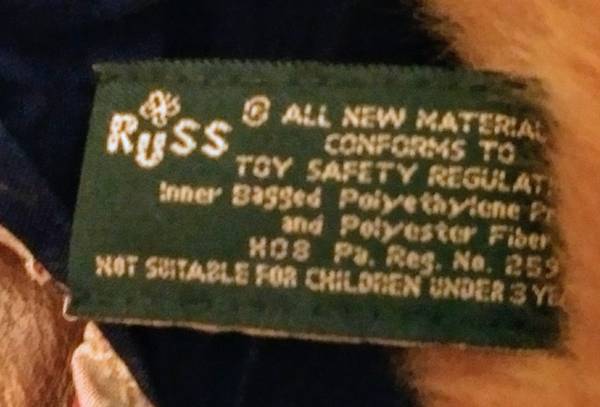 RUSS
© ALL NEW MATERIAL
CONFORMS TO
TOY SAFETY REGULAT
Inner Bagged Polyethylene P
and Polyester Fiber
HO8 Pa. Reg. No. 259
NOT SUITABLE FOR CHILDREN UNDER 3 YE